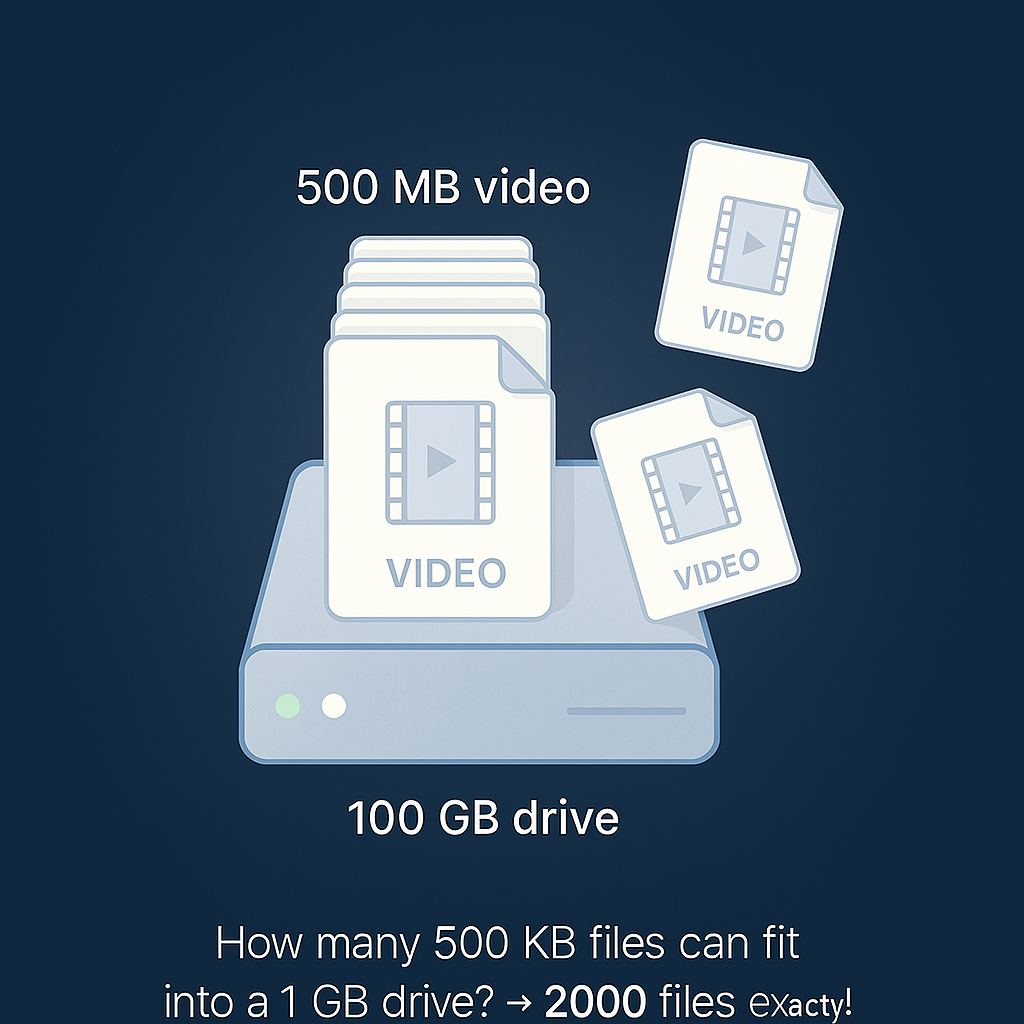 500 MB video
VIDEO
VIDEO
VIDEO
100 GB drive
How many 500 KB files can fit
into a 1 GB drive? → 2000 files exacty!